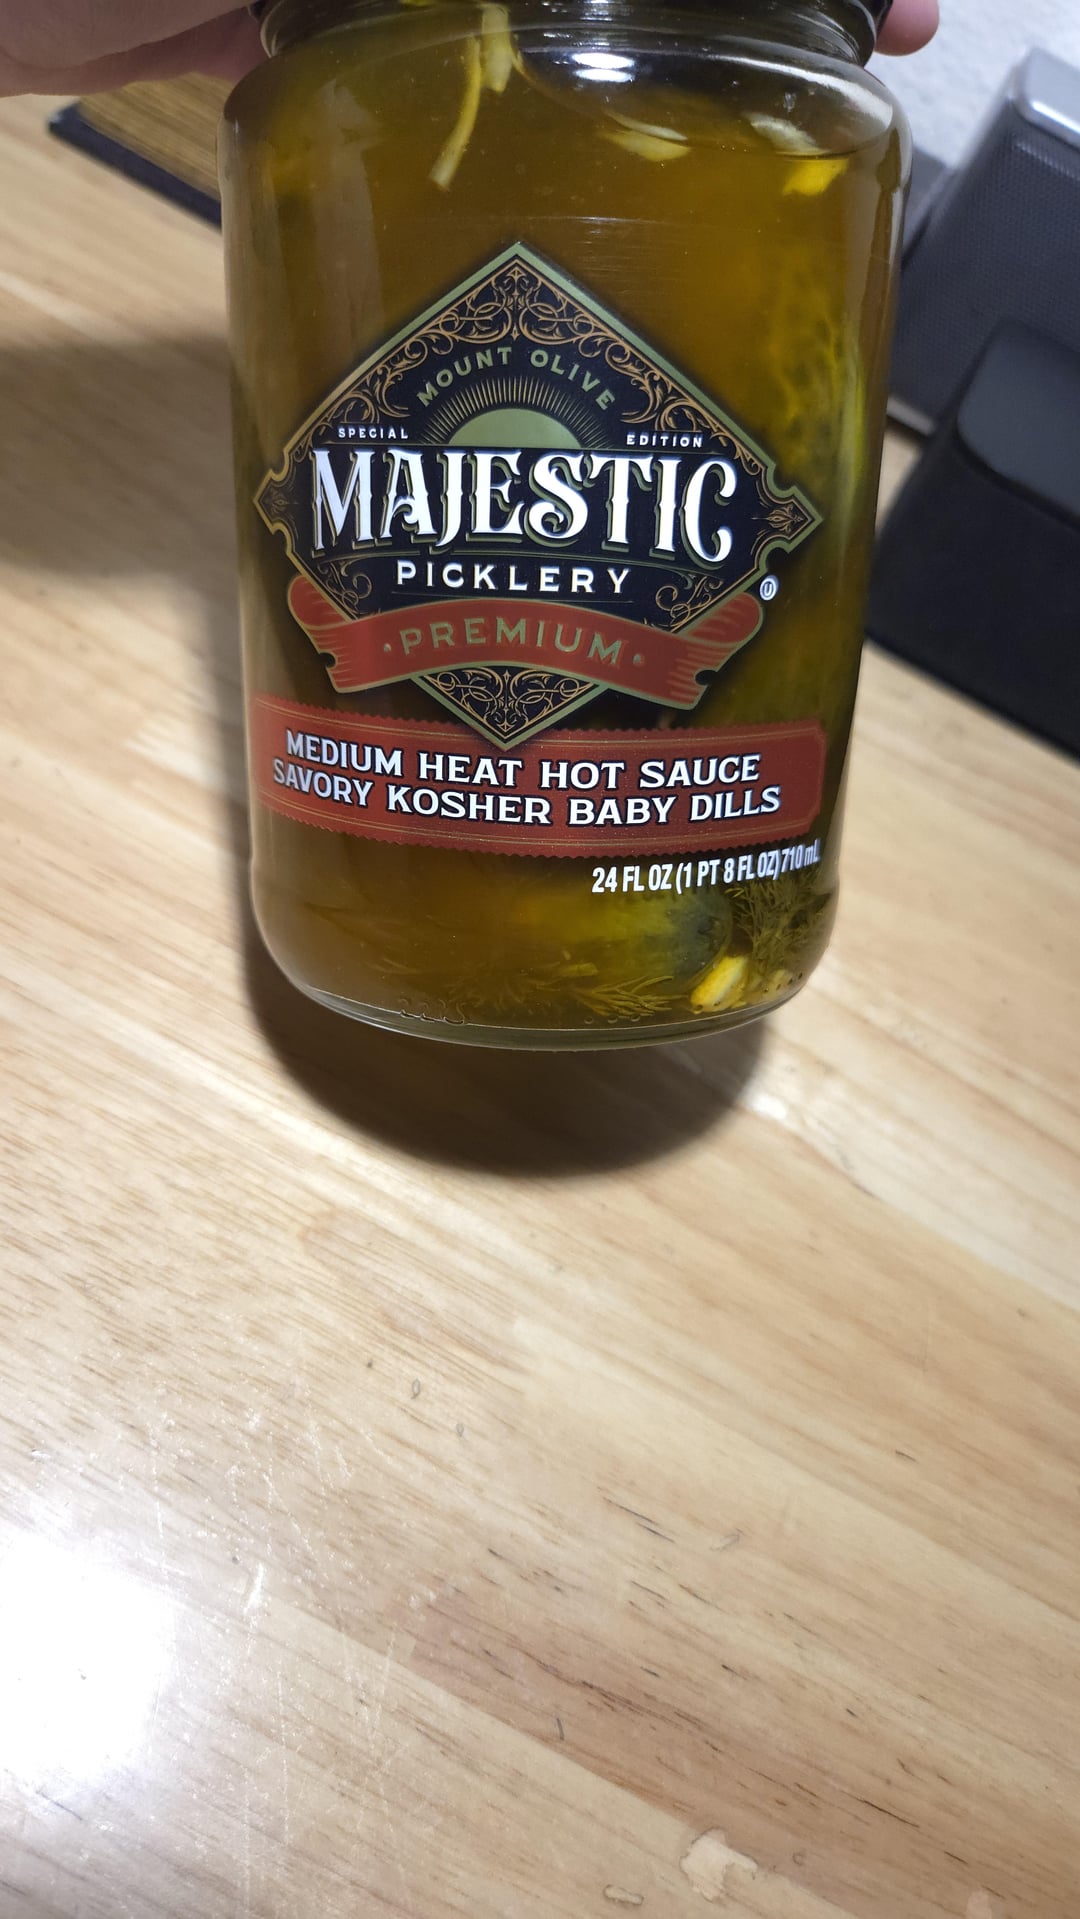 MOUNT OLIVE
SPECIAL EDITION
MAJESTIC
PICKLERY
U
• PREMIUM •
MEDIUM HEAT HOT SAUCE
SAVORY KOSHER BABY DILLS
24 FL OZ (1 PT 8 FL OZ) 710 mL